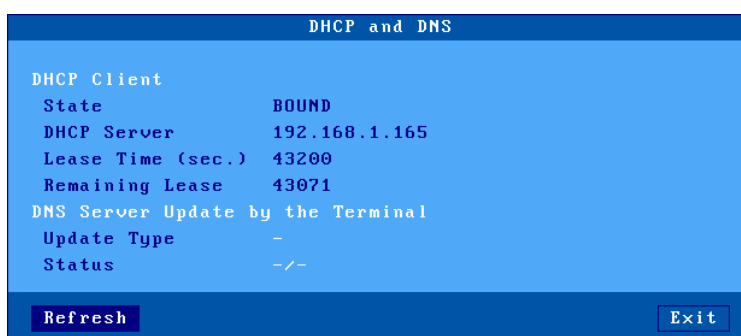 DHCP and DNS
DHCP Client
State BOUND
DHCP Server 192.168.1.165
Lease Time (sec.) 43200
Remaining Lease 43071
DNS Server Update by the Terminal
Update Type -
Status -/-
Refresh Exit